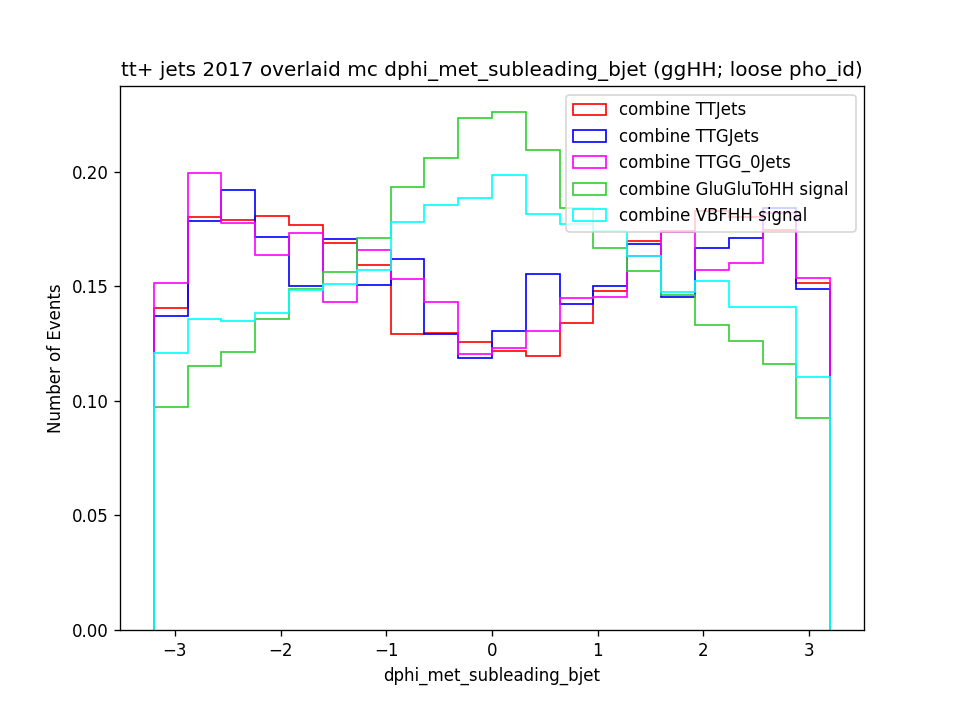 tt+ jets 2017 overlaid mc dphi_met_subleading_bjet (ggHH; loose pho_id)
combine TTJets
combine TTGJets
combine TTGG_0Jets
combine GluGluToHH signal
combine VBFHH signal
0.20
0.15
0.10
0.05
0.00
Number of Events
−3 −2 −1 0 1 2 3
dphi_met_subleading_bjet